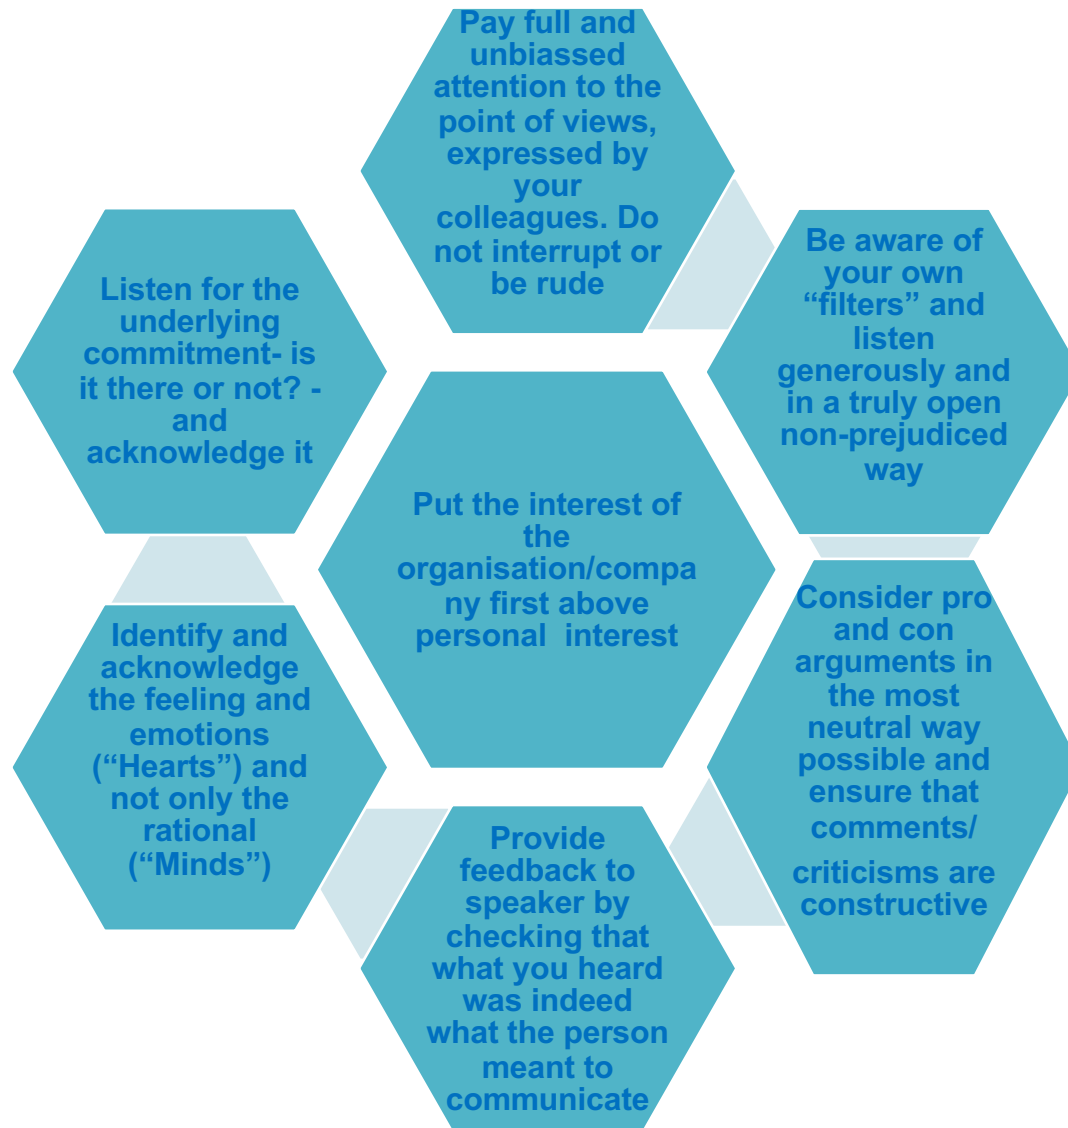 Pay full and
unbiassed
attention to the
point of views,
expressed by
your
colleagues. Do
not interrupt or
be rude
Be aware of
your own
“filters” and
listen
generously and
in a truly open
non-prejudiced
way
Consider pro
and con
arguments in
the most
neutral way
possible and
ensure that
comments/
criticisms are
constructive
Provide
feedback to
speaker by
checking that
what you heard
was indeed
what the person
meant to
communicate
Identify and
acknowledge
the feeling and
emotions
(“Hearts”) and
not only the
rational
(“Minds”)
Listen for the
underlying
commitment- is
it there or not? -
and
acknowledge it
Put the interest of
the
organisation/compa
ny first above
personal  interest